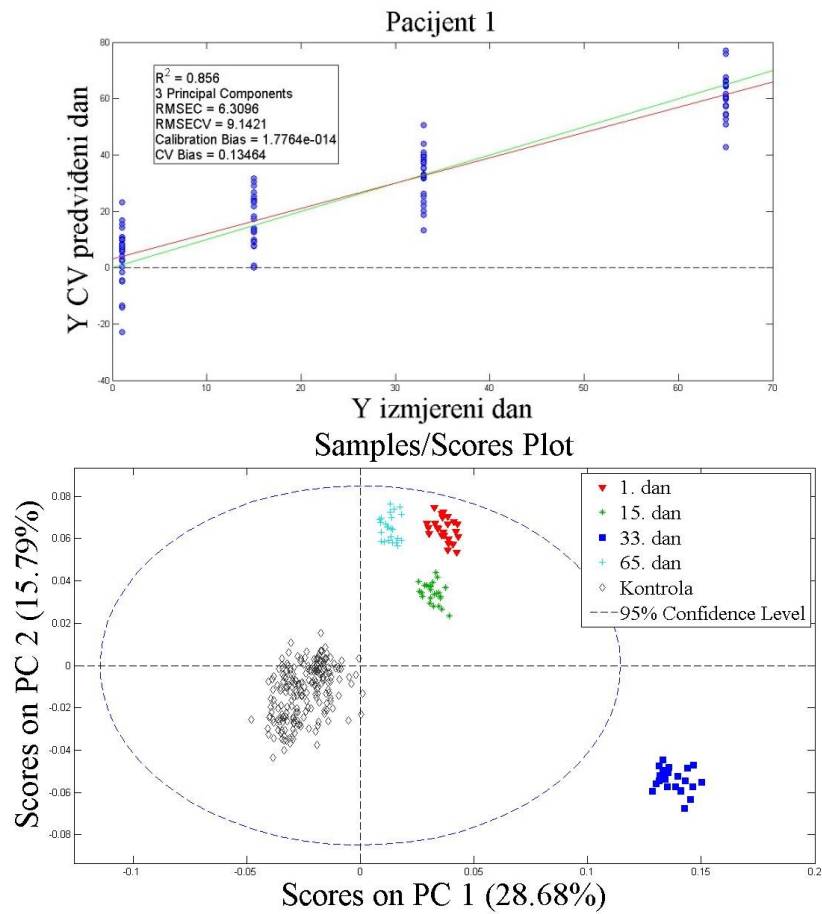 Pacijent 1
R² = 0.856
3 Principal Components
RMSEC = 6.3096
RMSECV = 9.1421
Calibration Bias = 1.7764e-014
CV Bias = 0.13464
80
60
40
20
0
-20
-40
Y CV predviđeni dan
0 10 20 30 40 50 60 70
Y izmjereni dan
Samples/Scores Plot
1. dan
15. dan
33. dan
65. dan
Kontrola
95% Confidence Level
0.08
0.06
0.04
0.02
0
-0.02
-0.04
-0.06
-0.08
Scores on PC 2 (15.79%)
-0.1 -0.05 0 0.05 0.1 0.15 0.2
Scores on PC 1 (28.68%)